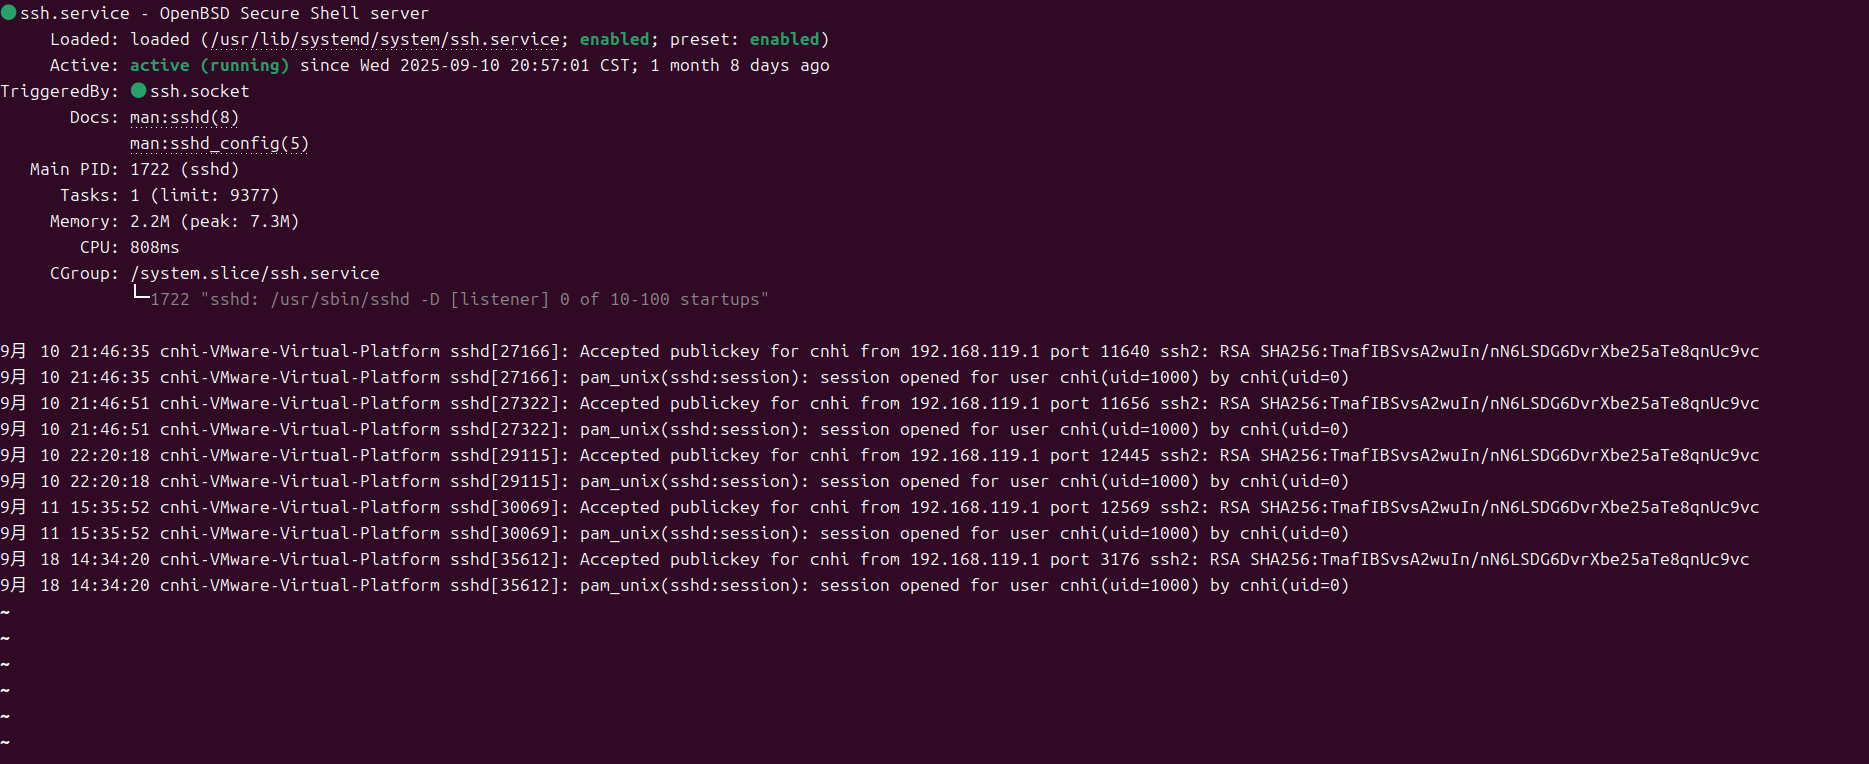 ●ssh.service - OpenBSD Secure Shell server
     Loaded: loaded (/usr/lib/systemd/system/ssh.service; enabled; preset: enabled)
     Active: active (running) since Wed 2025-09-10 20:57:01 CST; 1 month 8 days ago
TriggeredBy: ●ssh.socket
       Docs: man:sshd(8)
             man:sshd_config(5)
   Main PID: 1722 (sshd)
      Tasks: 1 (limit: 9377)
     Memory: 2.2M (peak: 7.3M)
        CPU: 808ms
     CGroup: /system.slice/ssh.service
             └─1722 "sshd: /usr/sbin/sshd -D [listener] 0 of 10-100 startups"

9月 10 21:46:35 cnhi-VMware-Virtual-Platform sshd[27166]: Accepted publickey for cnhi from 192.168.119.1 port 11640 ssh2: RSA SHA256:TmafIBSvsA2wuIn/nN6LSDG6DvrXbe25aTe8qnUc9vc
9月 10 21:46:35 cnhi-VMware-Virtual-Platform sshd[27166]: pam_unix(sshd:session): session opened for user cnhi(uid=1000) by cnhi(uid=0)
9月 10 21:46:51 cnhi-VMware-Virtual-Platform sshd[27322]: Accepted publickey for cnhi from 192.168.119.1 port 11656 ssh2: RSA SHA256:TmafIBSvsA2wuIn/nN6LSDG6DvrXbe25aTe8qnUc9vc
9月 10 21:46:51 cnhi-VMware-Virtual-Platform sshd[27322]: pam_unix(sshd:session): session opened for user cnhi(uid=1000) by cnhi(uid=0)
9月 10 22:20:18 cnhi-VMware-Virtual-Platform sshd[29115]: Accepted publickey for cnhi from 192.168.119.1 port 12445 ssh2: RSA SHA256:TmafIBSvsA2wuIn/nN6LSDG6DvrXbe25aTe8qnUc9vc
9月 10 22:20:18 cnhi-VMware-Virtual-Platform sshd[29115]: pam_unix(sshd:session): session opened for user cnhi(uid=1000) by cnhi(uid=0)
9月 11 15:35:52 cnhi-VMware-Virtual-Platform sshd[30069]: Accepted publickey for cnhi from 192.168.119.1 port 12569 ssh2: RSA SHA256:TmafIBSvsA2wuIn/nN6LSDG6DvrXbe25aTe8qnUc9vc
9月 11 15:35:52 cnhi-VMware-Virtual-Platform sshd[30069]: pam_unix(sshd:session): session opened for user cnhi(uid=1000) by cnhi(uid=0)
9月 18 14:34:20 cnhi-VMware-Virtual-Platform sshd[35612]: Accepted publickey for cnhi from 192.168.119.1 port 3176 ssh2: RSA SHA256:TmafIBSvsA2wuIn/nN6LSDG6DvrXbe25aTe8qnUc9vc
9月 18 14:34:20 cnhi-VMware-Virtual-Platform sshd[35612]: pam_unix(sshd:session): session opened for user cnhi(uid=1000) by cnhi(uid=0)
~
~
~
~
~
~